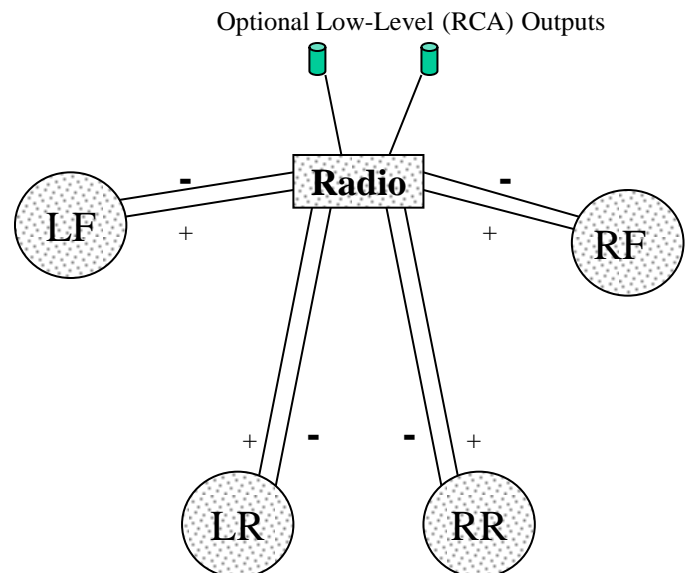 Optional Low-Level (RCA) Outputs
-
Radio
-
LF
+
+
RF
+
-
-
+
LR
RR